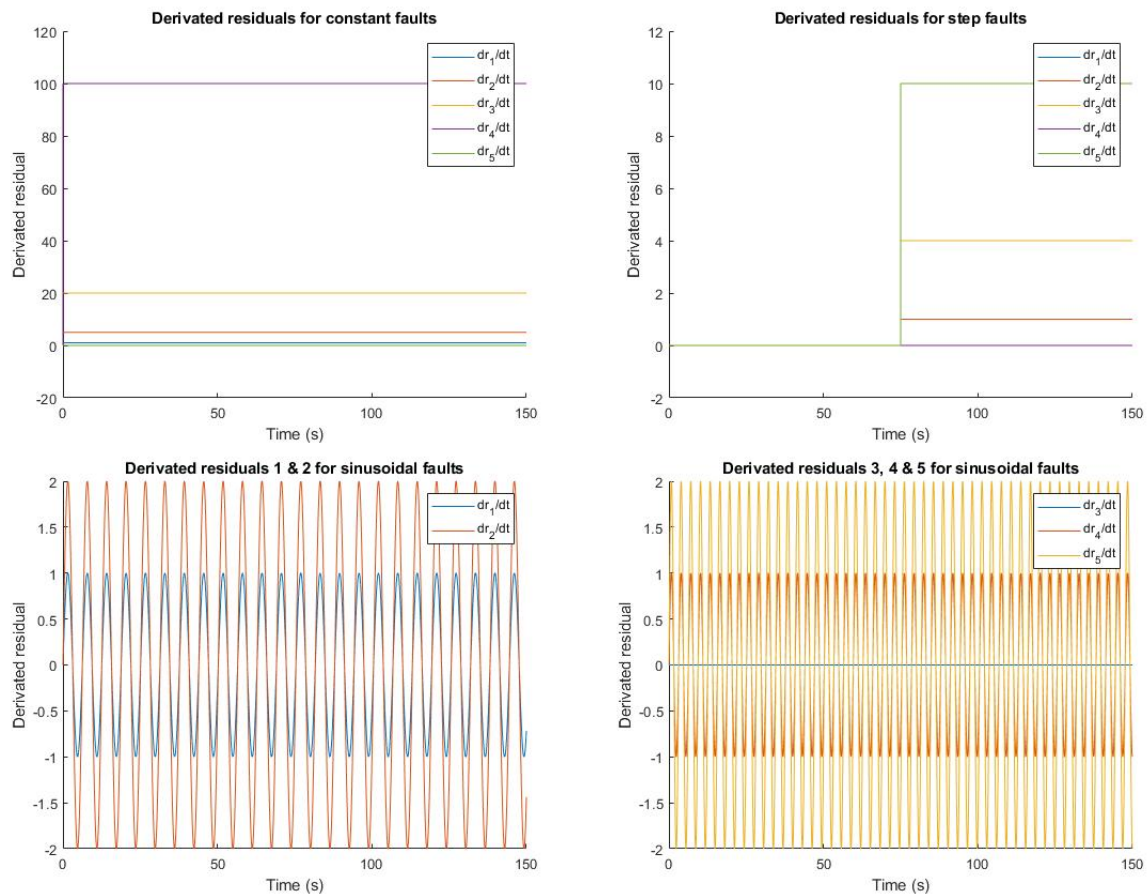 Derivated residuals for constant faults
120
100
80
60
40
20
0
-20
0
50
100
150
Derivated residual
Time (s)
dr1/dt
dr2/dt
dr3/dt
dr4/dt
dr5/dt
Derivated residuals for step faults
12
10
8
6
4
2
0
-2
0
50
100
150
Derivated residual
Time (s)
dr1/dt
dr2/dt
dr3/dt
dr4/dt
dr5/dt
Derivated residuals 1 & 2 for sinusoidal faults
2
1.5
1
0.5
0
-0.5
-1
-1.5
-2
0
50
100
150
Derivated residual
Time (s)
dr1/dt
dr2/dt
Derivated residuals 3, 4 & 5 for sinusoidal faults
2
1.5
1
0.5
0
-0.5
-1
-1.5
-2
0
50
100
150
Derivated residual
Time (s)
dr3/dt
dr4/dt
dr5/dt